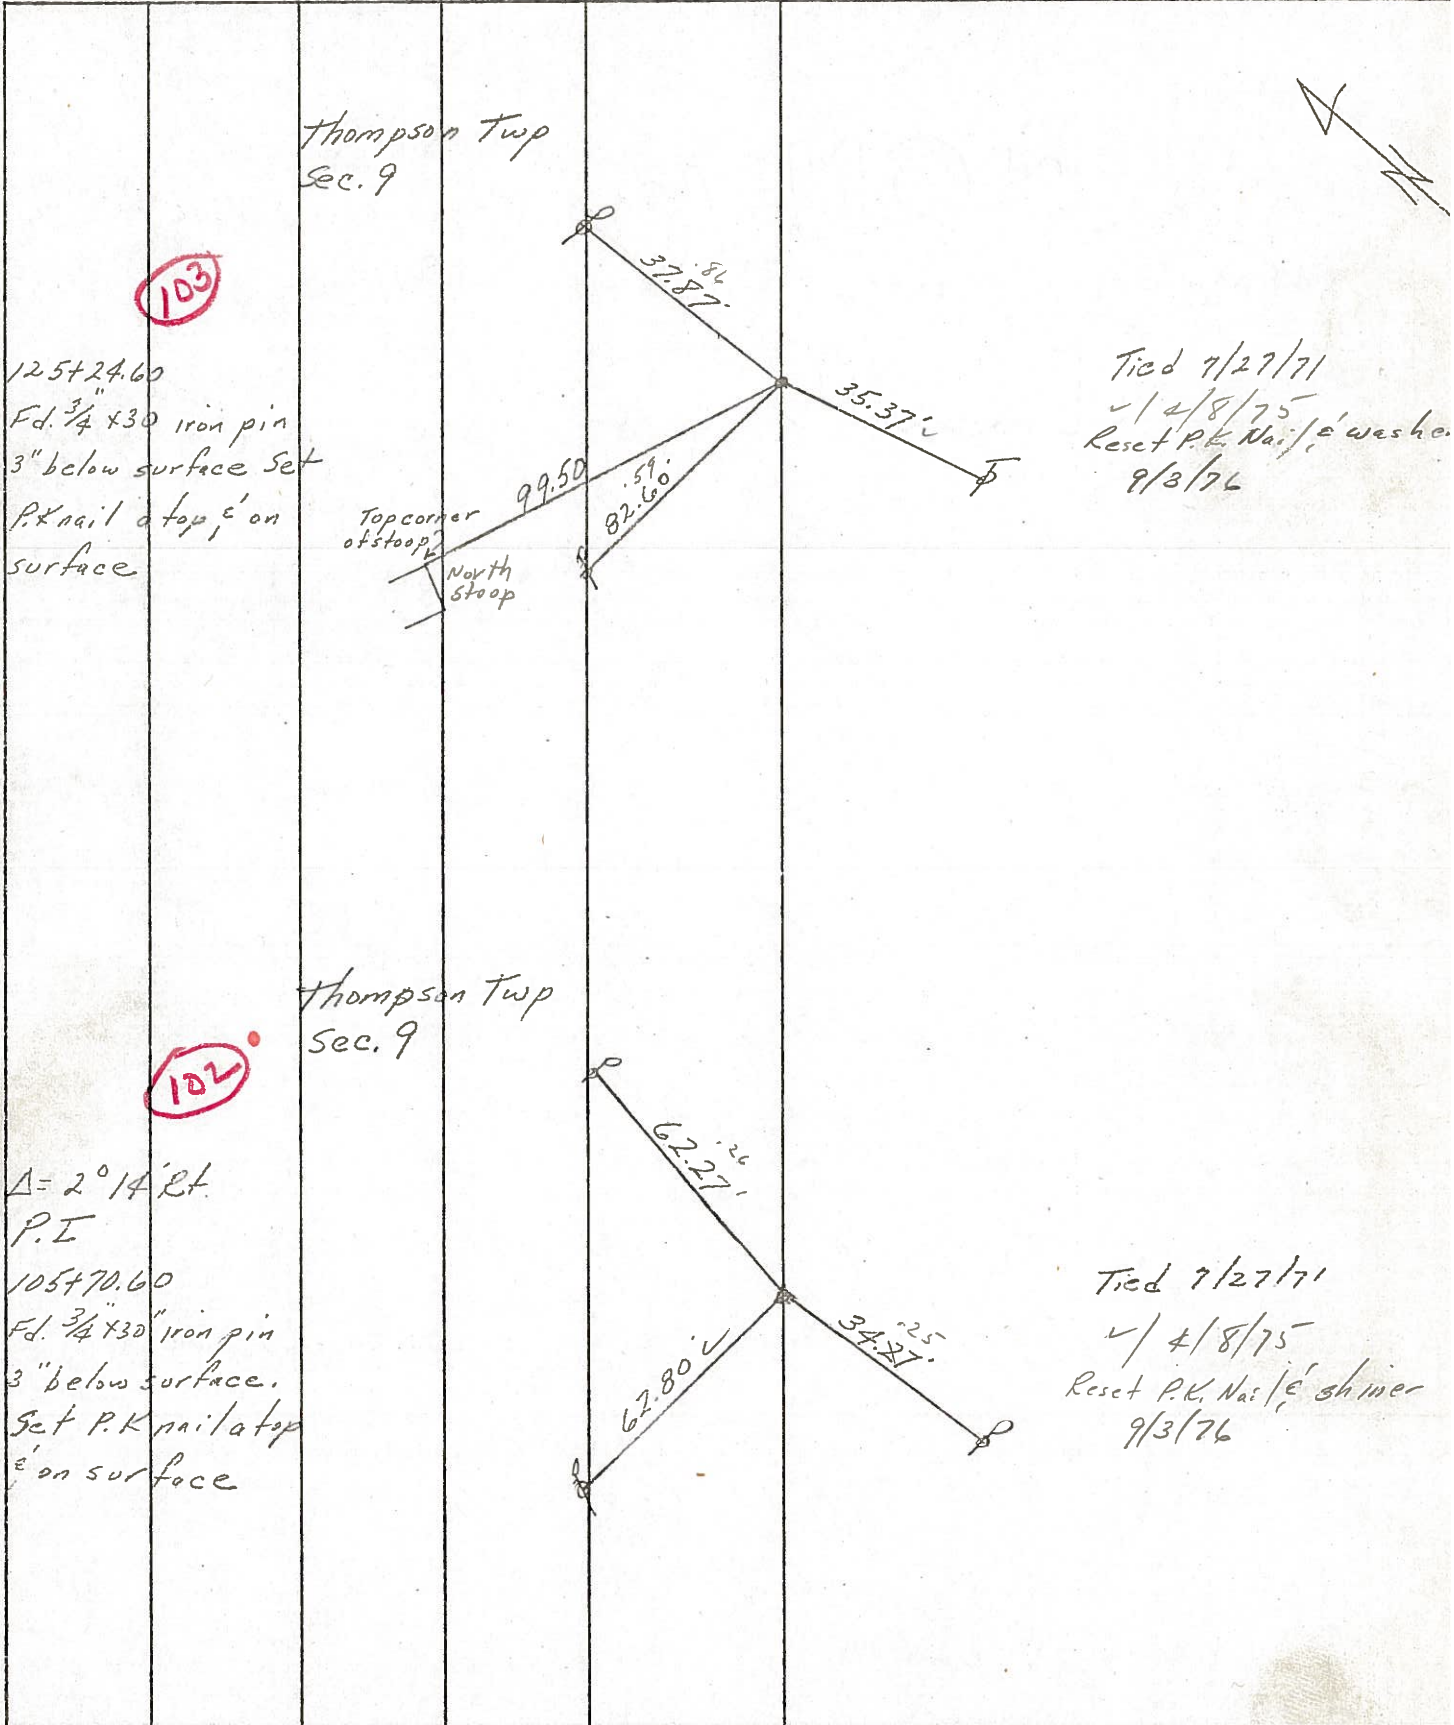 Thompson Twp
Sec. 9
103
.86
37.87'
125+24.60
Fd. 3/4"x30 iron pin
3" below surface Set
P.K nail a top, & on
surface
35.37'
Tied 7/27/71
✓ 4/8/75
Reset P.K. Nail, & washer
9/3/76
99.50
.59'
82.60'
Top corner
of stoop
North
stoop
Thompson Twp
Sec. 9
102
.26
62.27'
Δ= 2° 14' Rt.
P.I
105+70.60
Fd. 3/4"x30" iron pin
3" below surface.
Set P.K nail a top
& on surface
62.80' ✓
.25
34.27'
Tied 7/27/71
✓ 4/8/75
Reset P.K. Nail, & shiner
9/3/76
N